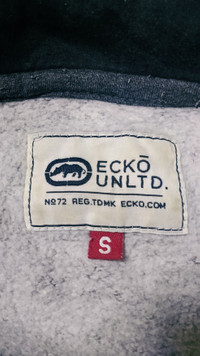 ECKŌ
UNLTD.
Nº72 REG.TDMK ECKO.COM
S